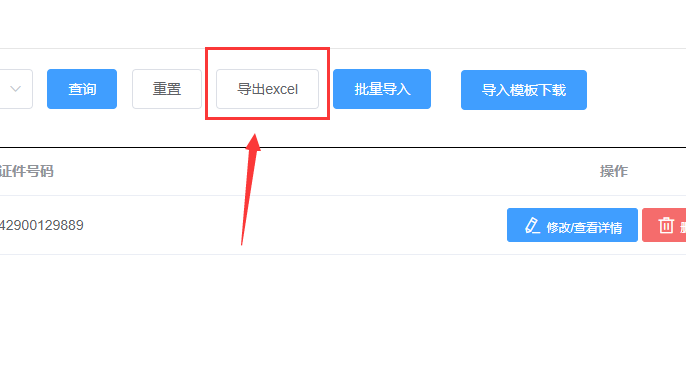 查询 重置 导出excel 批量导入 导入模板下载
证件号码 操作
42900129889 修改/查看详情